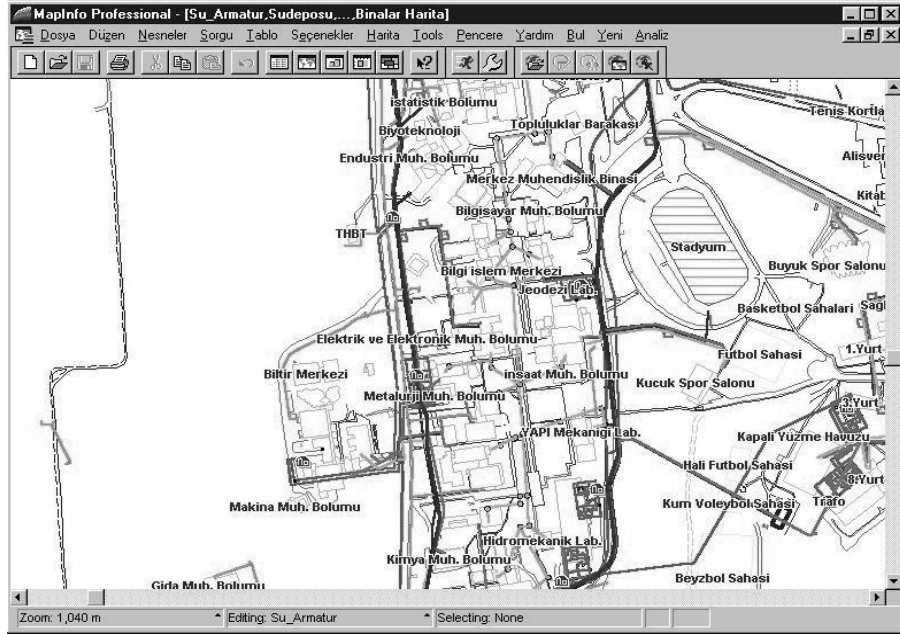 MapInfo Professional - [Su_Armatur,Sudeposu,...,Binalar Harita]
Dosya Düzen Nesneler Sorgu Tablo Seçenekler Harita Tools Pencere Yardım Bul Yeni Analiz
istatistik Bolumu
Tenis Kortla
Biyoteknoloji
Topluluklar Barakası
Endustri Muh. Bolumu
Alisver
Merkez Muhendislik Binasi
Kitab
Bilgisayar Muh. Bolumu
THBT
Stadyum
Bilgi islem Merkezi
Buyuk Spor Salonu
Jeodezi Lab.
Basketbol Sahalari
Sagl
Elektrik ve Elektronik Muh. Bolumu
Futbol Sahasi
1.Yurt
Biltir Merkezi
insaat Muh. Bolumu
Kucuk Spor Salonu
Metalurji Muh. Bolumu
3.Yurt
YAPI Mekanigi Lab.
Kapali Yüzme Havuzu
Hali Futbol Sahasi
8.Yurt
Makina Muh. Bolumu
Kum Voleybol Sahasi
Trafo
Hidromekanik Lab.
Kimya Muh. Bolumu
Beyzbol Sahasi
Gida Muh. Bolumu
Zoom: 1,040 m
Editing: Su_Armatur
Selecting: None